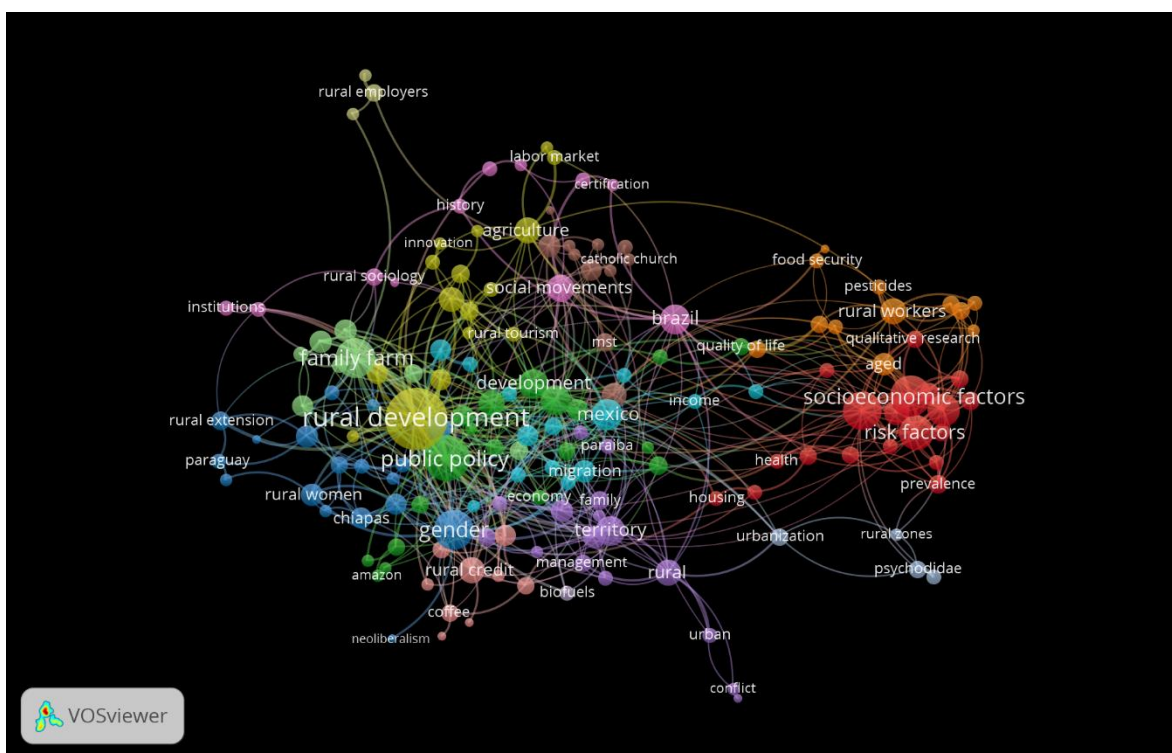 rural employers
labor market
certification
history
agriculture
innovation
catholic church
food security
rural sociology
pesticides
social movements
institutions
rural workers
brazil
rural tourism
qualitative research
mst
quality of life
family farm
aged
development
income
socioeconomic factors
rural development
mexico
rural extension
risk factors
paraiba
public policy
paraguay
health
migration
prevalence
rural women
economy
family
housing
chiapas
gender
territory
urbanization
rural zones
management
amazon
rural credit
rural
psychodidae
biofuels
coffee
neoliberalism
urban
conflict
VOSviewer